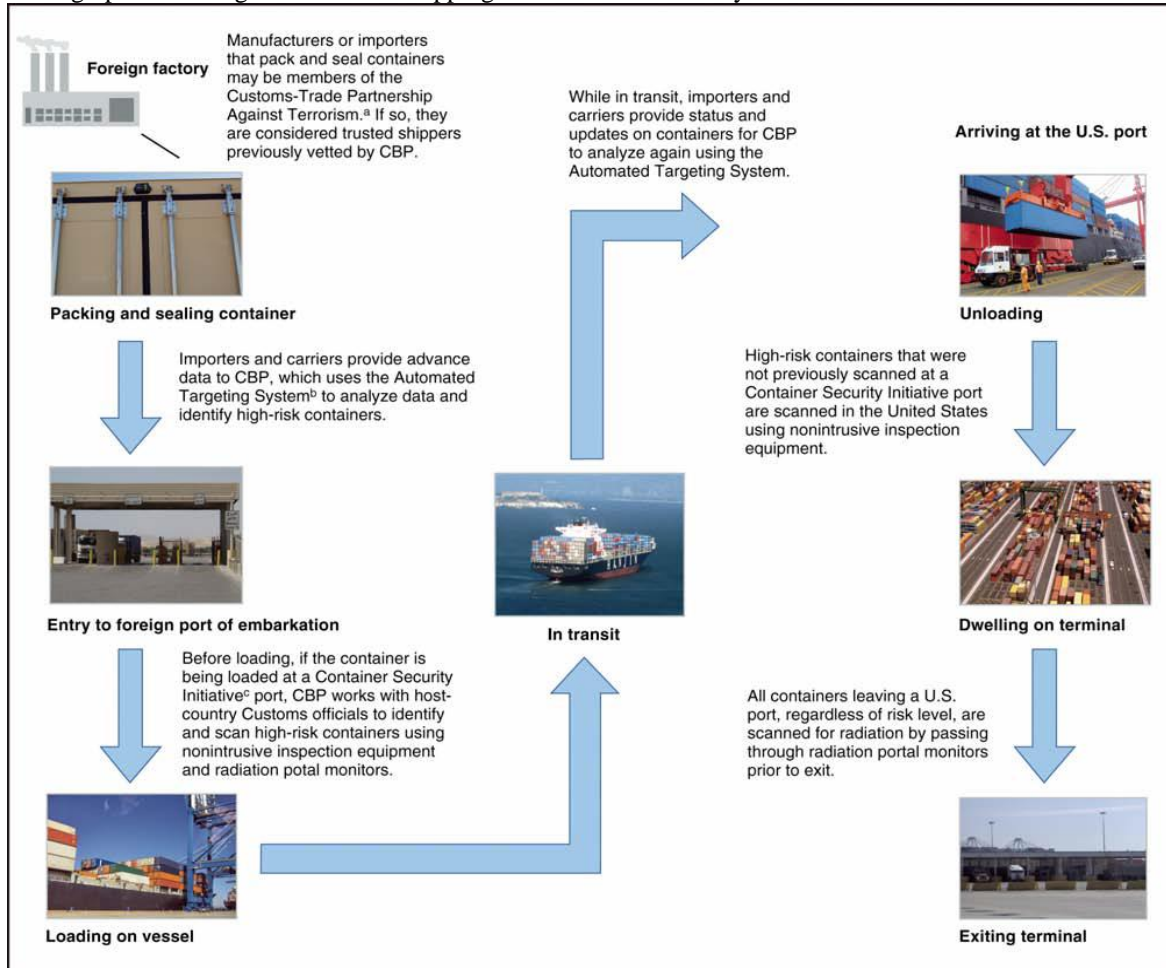 Foreign factory
Manufacturers or importers
that pack and seal containers
may be members of the
Customs-Trade Partnership
Against Terrorism.ᵃ If so, they
are considered trusted shippers
previously vetted by CBP.
Packing and sealing container
Importers and carriers provide advance
data to CBP, which uses the Automated
Targeting Systemᵇ to analyze data and
identify high-risk containers.
Entry to foreign port of embarkation
Before loading, if the container is
being loaded at a Container Security
Initiativeᶜ port, CBP works with host-
country Customs officials to identify
and scan high-risk containers using
nonintrusive inspection equipment
and radiation potal monitors.
Loading on vessel
In transit
While in transit, importers and
carriers provide status and
updates on containers for CBP
to analyze again using the
Automated Targeting System.
Arriving at the U.S. port
Unloading
High-risk containers that were
not previously scanned at a
Container Security Initiative port
are scanned in the United States
using nonintrusive inspection
equipment.
Dwelling on terminal
All containers leaving a U.S.
port, regardless of risk level, are
scanned for radiation by passing
through radiation portal monitors
prior to exit.
Exiting terminal